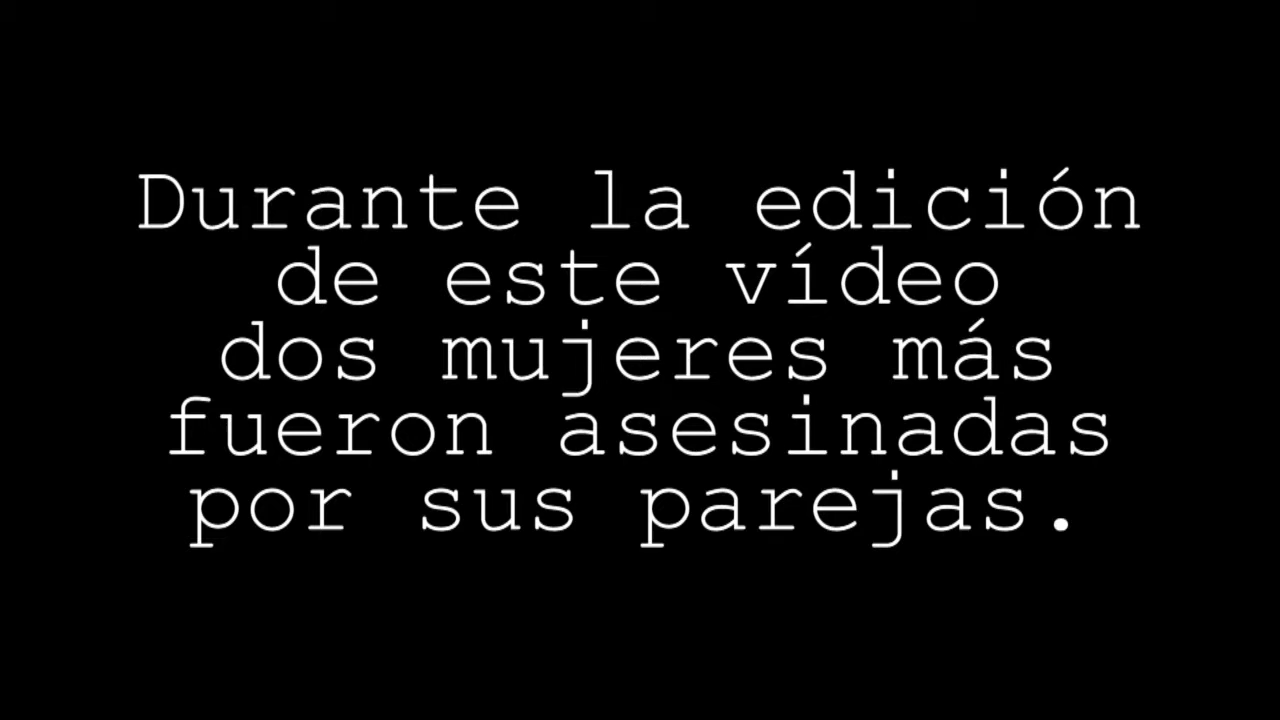 Durante la edición
de este vídeo
dos mujeres más
fueron asesinadas
por sus parejas.